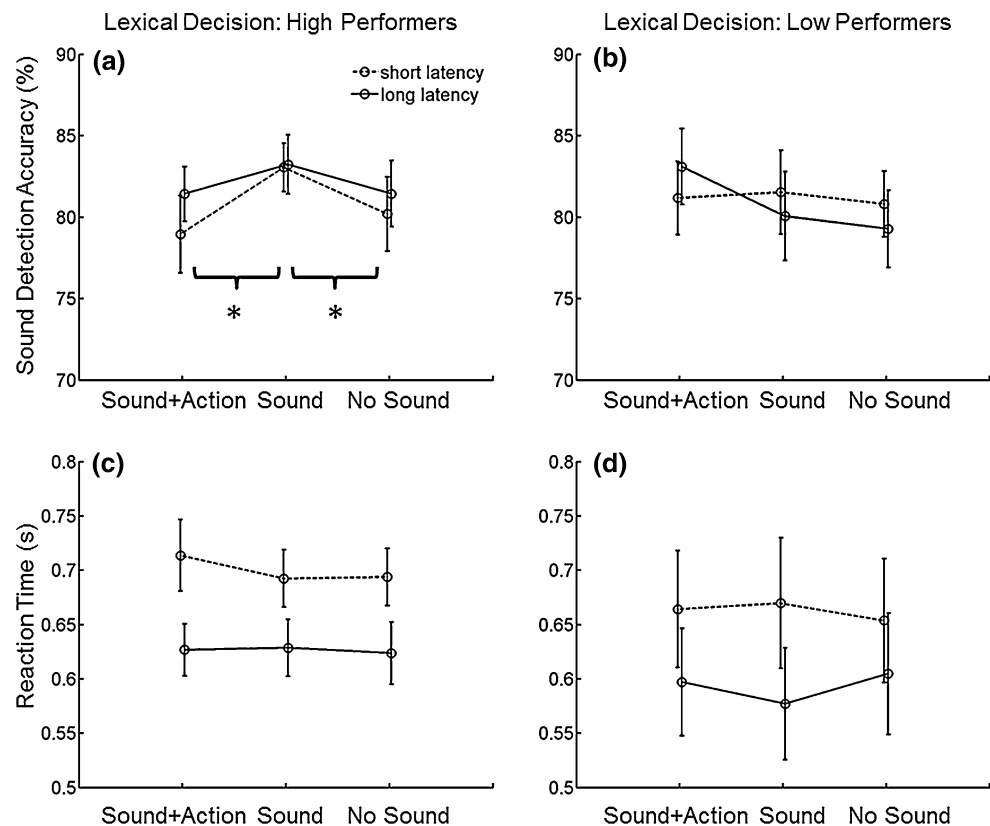 Lexical Decision: High Performers
Lexical Decision: Low Performers
(a)
short latency
long latency
Sound Detection Accuracy (%)
90
85
80
75
70
*
*
Sound+Action Sound No Sound
(b)
90
85
80
75
70
Sound+Action Sound No Sound
(c)
Reaction Time (s)
0.8
0.75
0.7
0.65
0.6
0.55
0.5
Sound+Action Sound No Sound
(d)
0.8
0.75
0.7
0.65
0.6
0.55
0.5
Sound+Action Sound No Sound